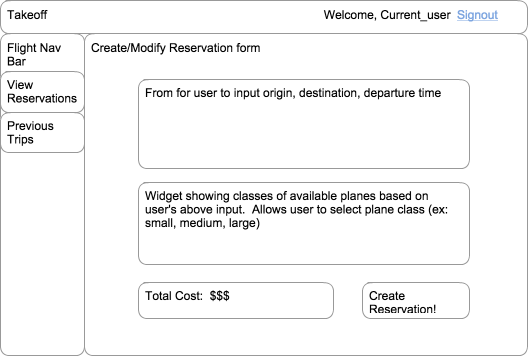 Takeoff
Welcome, Current_user Signout
Flight Nav
Bar
View
Reservations
Previous
Trips
Create/Modify Reservation form
From for user to input origin, destination, departure time
Widget showing classes of available planes based on
user's above input. Allows user to select plane class (ex:
small, medium, large)
Total Cost: $$$
Create
Reservation!